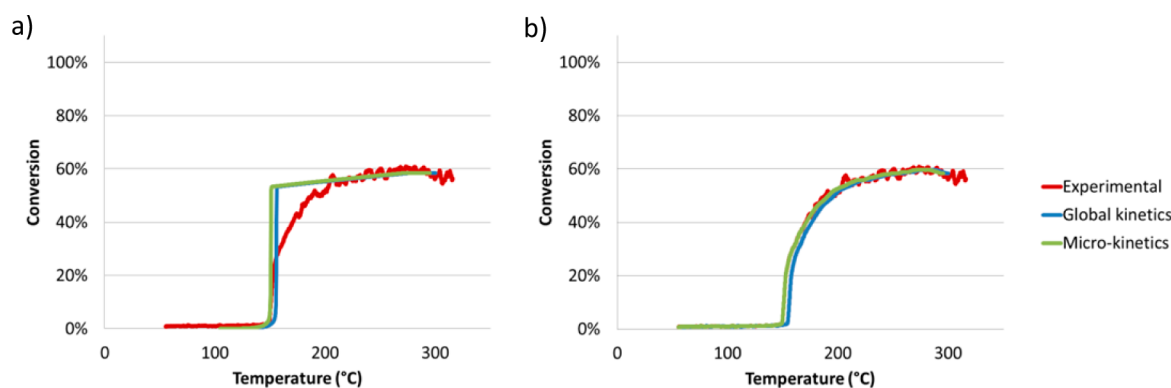 a)
100%
80%
60%
40%
20%
0%
Conversion
0
100
200
300
Temperature (°C)
b)
100%
80%
60%
40%
20%
0%
Conversion
0
100
200
300
Temperature (°C)
Experimental
Global kinetics
Micro-kinetics